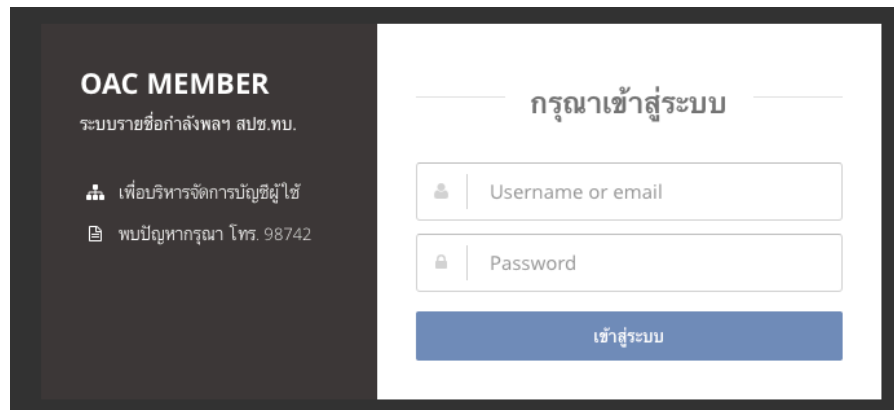 OAC MEMBER
ระบบรายชื่อกำลังพลฯ สปช.ทบ.
เพื่อบริหารจัดการบัญชีผู้ใช้
พบปัญหากรุณา โทร. 98742
กรุณาเข้าสู่ระบบ
Username or email
Password
เข้าสู่ระบบ